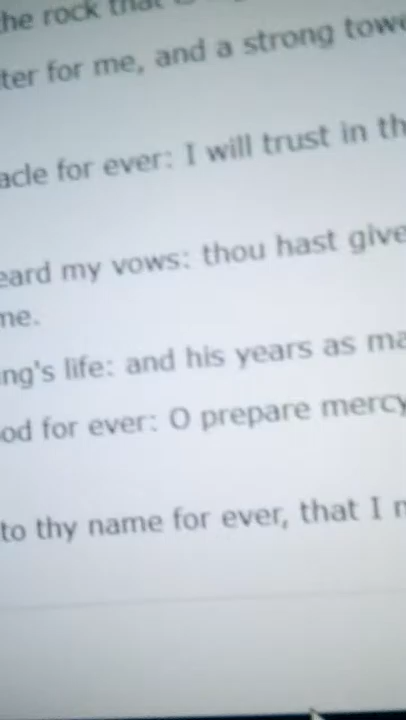 the rock that
ter for me, and a strong towe
acle for ever: I will trust in th
eard my vows: thou hast give
me.
ng's life: and his years as ma
od for ever: O prepare mercy
to thy name for ever, that I m